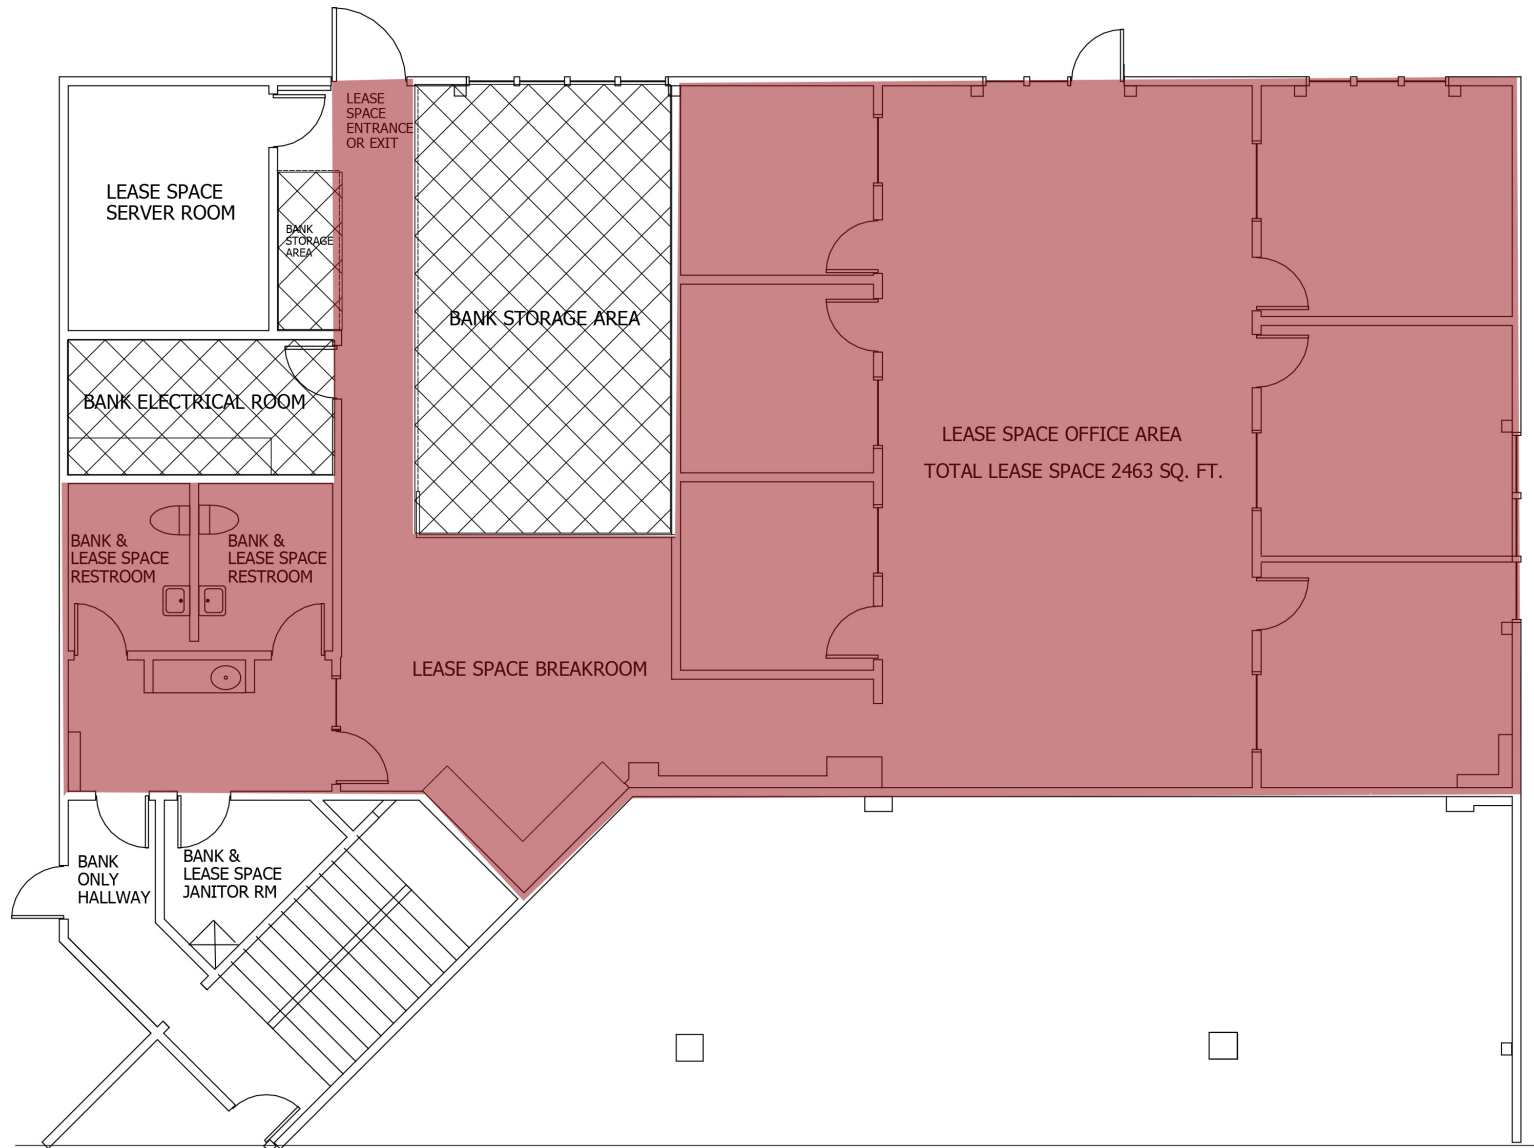 LEASE
SPACE
ENTRANCE
OR EXIT
LEASE SPACE
SERVER ROOM
BANK
STORAGE
AREA
BANK STORAGE AREA
BANK ELECTRICAL ROOM
LEASE SPACE OFFICE AREA
TOTAL LEASE SPACE 2463 SQ. FT.
BANK &
LEASE SPACE
RESTROOM
BANK &
LEASE SPACE
RESTROOM
LEASE SPACE BREAKROOM
BANK
ONLY
HALLWAY
BANK &
LEASE SPACE
JANITOR RM